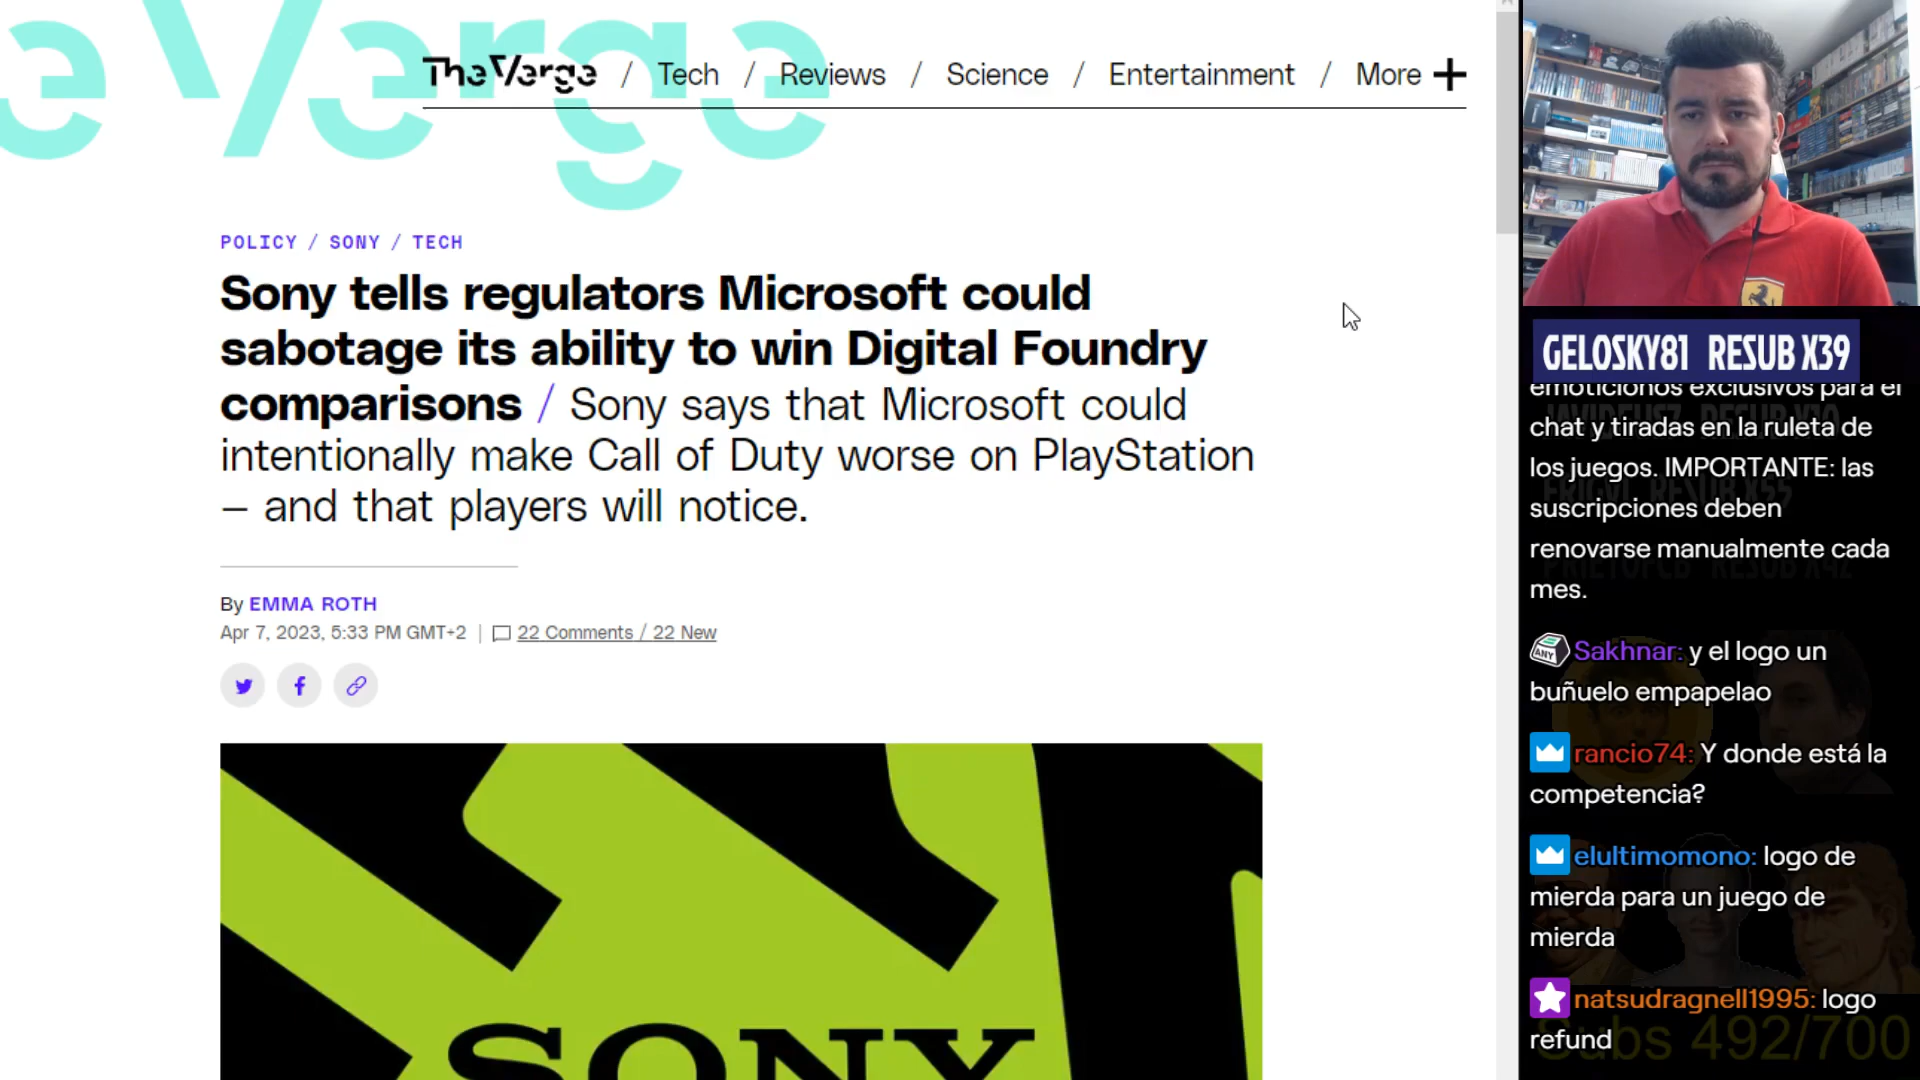 e Verge
The Verge / Tech / Reviews / Science / Entertainment / More +
POLICY / SONY / TECH
Sony tells regulators Microsoft could
sabotage its ability to win Digital Foundry
comparisons / Sony says that Microsoft could
intentionally make Call of Duty worse on PlayStation
– and that players will notice.
By EMMA ROTH
Apr 7, 2023, 5:33 PM GMT+2 | 22 Comments / 22 New
SONY
GELOSKY81 RESUB X39
emoticonos exclusivos para el
chat y tiradas en la ruleta de
los juegos. IMPORTANTE: las
suscripciones deben
renovarse manualmente cada
mes.
ANY Sakhnar: y el logo un
buñuelo empapelao
rancio74: Y donde está la
competencia?
elultimomono: logo de
mierda para un juego de
mierda
natsudragnell1995: logo
refund
Subs 492/700